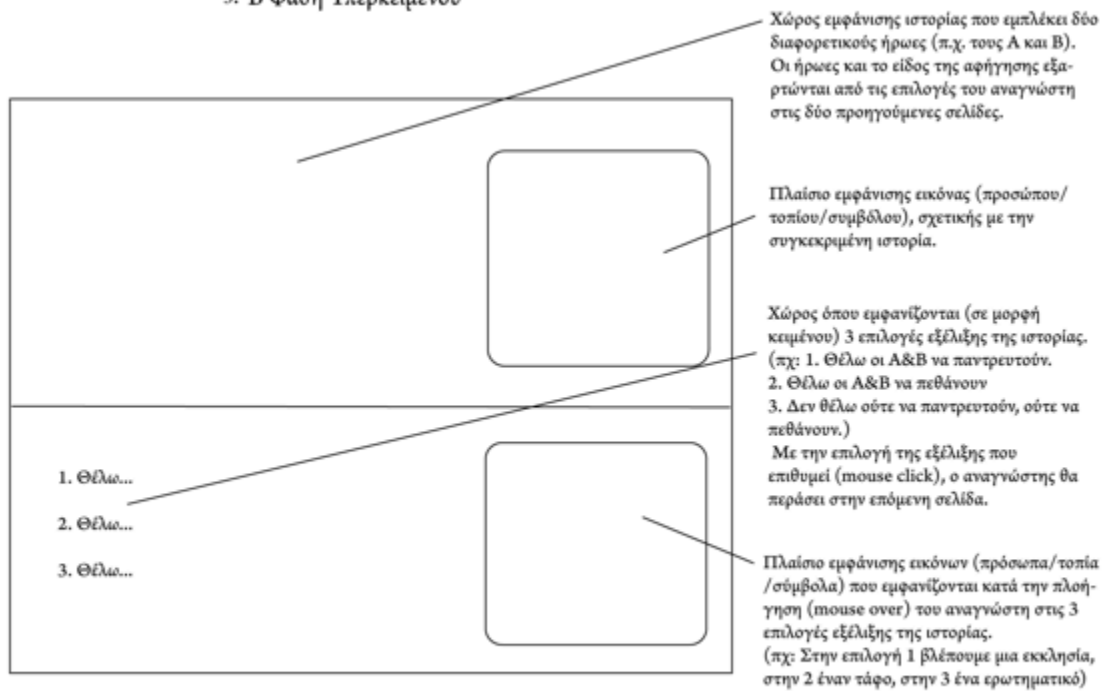 3. Β Φάση Υπερκειμένου
Χώρος εμφάνισης ιστορίας που εμπλέκει δύο
διαφορετικούς ήρωες (π.χ. τους Α και Β).
Οι ήρωες και το είδος της αφήγησης εξα-
ρτώνται από τις επιλογές του αναγνώστη
στις δύο προηγούμενες σελίδες.
Πλαίσιο εμφάνισης εικόνας (προσώπου/
τοπίου/συμβόλου), σχετικής με την
συγκεκριμένη ιστορία.
Χώρος όπου εμφανίζονται (σε μορφή
κειμένου) 3 επιλογές εξέλιξης της ιστορίας.
(πχ: 1. Θέλω οι Α&Β να παντρευτούν.
2. Θέλω οι Α&Β να πεθάνουν
3. Δεν θέλω ούτε να παντρευτούν, ούτε να
πεθάνουν.)
Με την επιλογή της εξέλιξης που
επιθυμεί (mouse click), ο αναγνώστης θα
περάσει στην επόμενη σελίδα.
1. Θέλω...
2. Θέλω...
3. Θέλω...
Πλαίσιο εμφάνισης εικόνων (πρόσωπα/τοπία
/σύμβολα) που εμφανίζονται κατά την πλοή-
γηση (mouse over) του αναγνώστη στις 3
επιλογές εξέλιξης της ιστορίας.
(πχ: Στην επιλογή 1 βλέπουμε μια εκκλησία,
στην 2 έναν τάφο, στην 3 ένα ερωτηματικό)